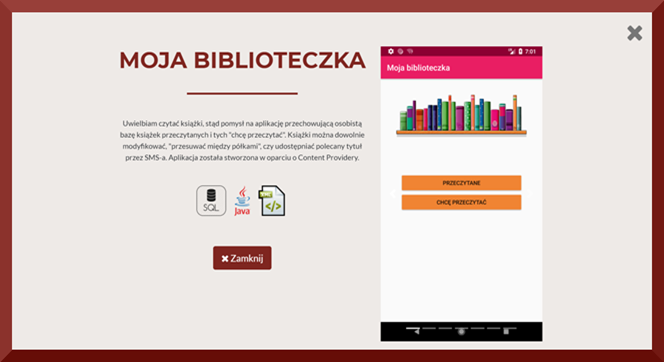 MOJA BIBLIOTECZKA
Uwielbiam czytać książki, stąd pomysł na aplikację przechowującą osobistą
bazę książek przeczytanych i tych "chcę przeczytać". Książki można dowolnie
modyfikować, "przesuwać między półkami", czy udostępniać polecany tytuł
przez SMS-a. Aplikacja została stworzona w oparciu o Content Providery.
SQL
Java
</>
Zamknij
7:01
Moja biblioteczka
PRZECZYTANE
CHCĘ PRZECZYTAĆ